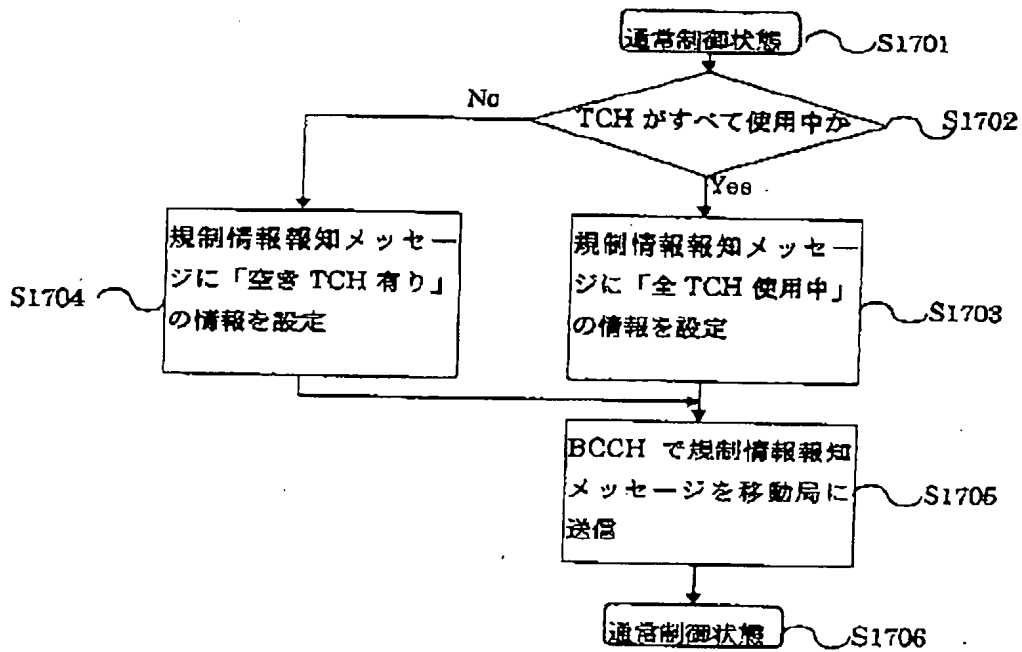 通常制御状態
S1701
TCH がすべて使用中か
S1702
No
Yes
規制情報報知メッセー
ジに「空き TCH 有り」
の情報を設定
S1704
規制情報報知メッセー
ジに「全 TCH 使用中」
の情報を設定
S1703
BCCH で規制情報報知
メッセージを移動局に
送信
S1705
通常制御状態
S1706